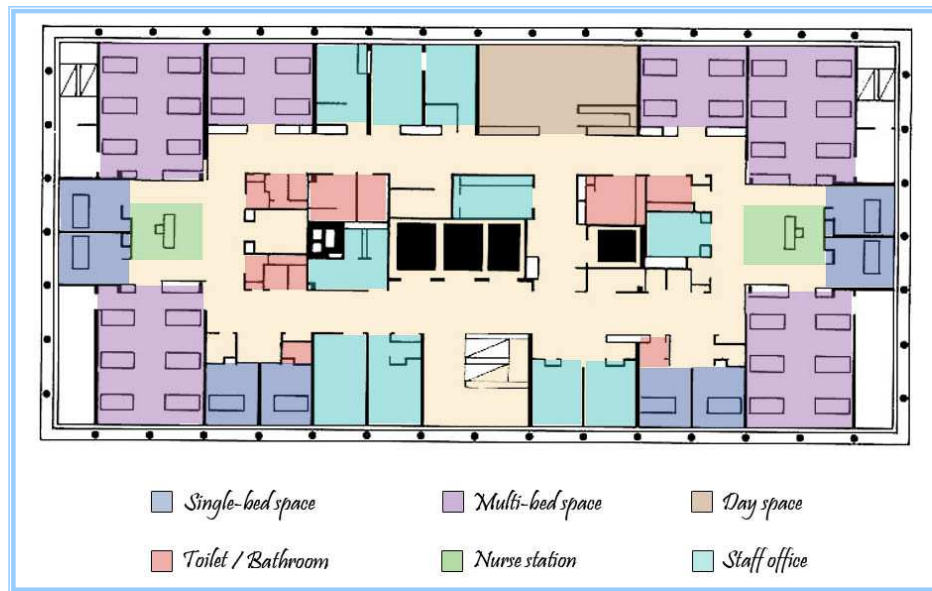 Single-bed space Multi-bed space Day space
Toilet / Bathroom Nurse station Staff office